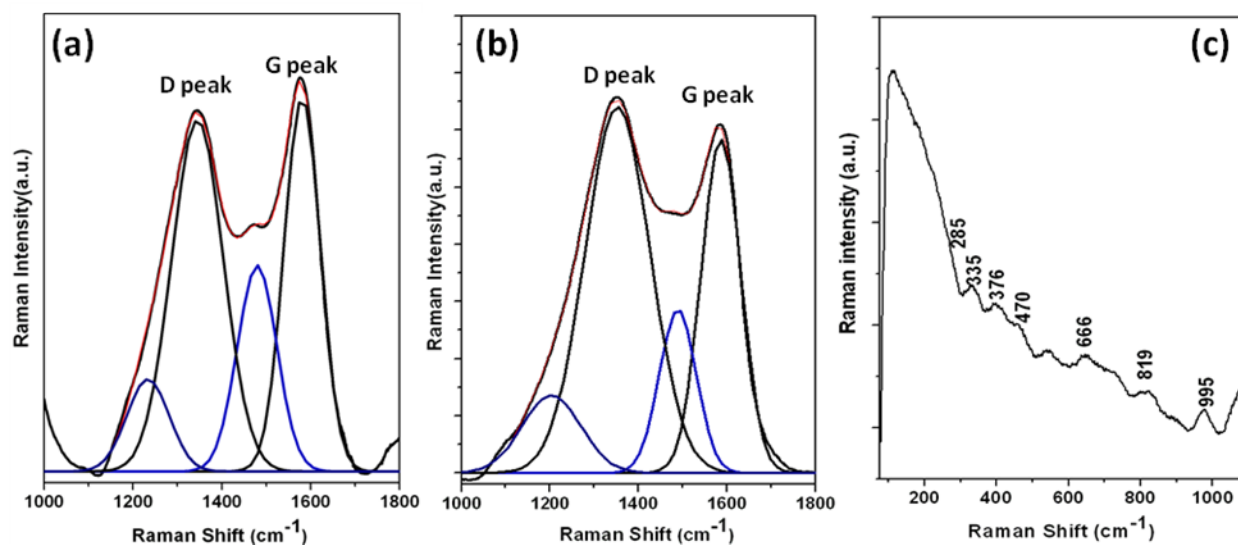 (a)
D peak
G peak
Raman Intensity(a.u.)
1000 1200 1400 1600 1800
Raman Shift (cm⁻¹)
(b)
D peak
G peak
Raman Intensity(a.u.)
1000 1200 1400 1600 1800
Raman Shift (cm⁻¹)
(c)
Raman intensity (a.u.)
285
335
376
470
666
819
995
200 400 600 800 1000
Raman Shift (cm⁻¹)